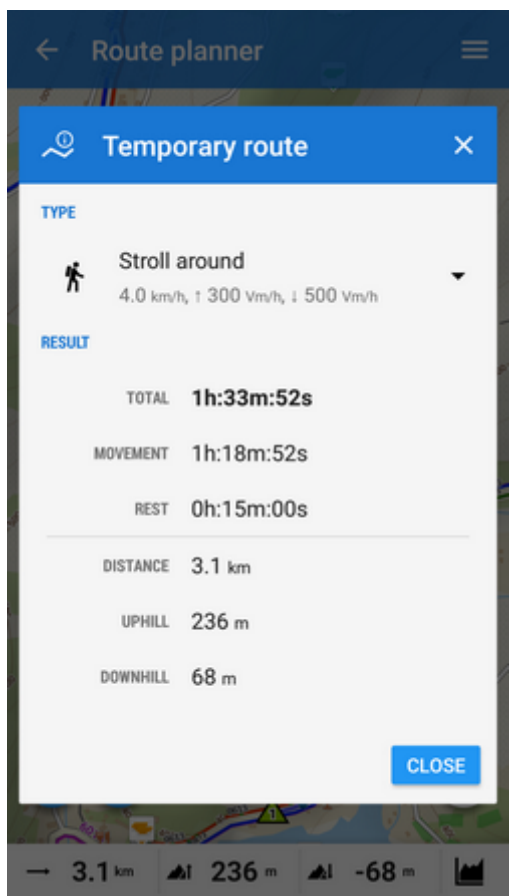 Route planner
Temporary route
TYPE
Stroll around
4.0 km/h, ↑ 300 Vm/h, ↓ 500 Vm/h
RESULT
TOTAL 1h:33m:52s
MOVEMENT 1h:18m:52s
REST 0h:15m:00s
DISTANCE 3.1 km
UPHILL 236 m
DOWNHILL 68 m
CLOSE
1
→ 3.1 km 236 m -68 m